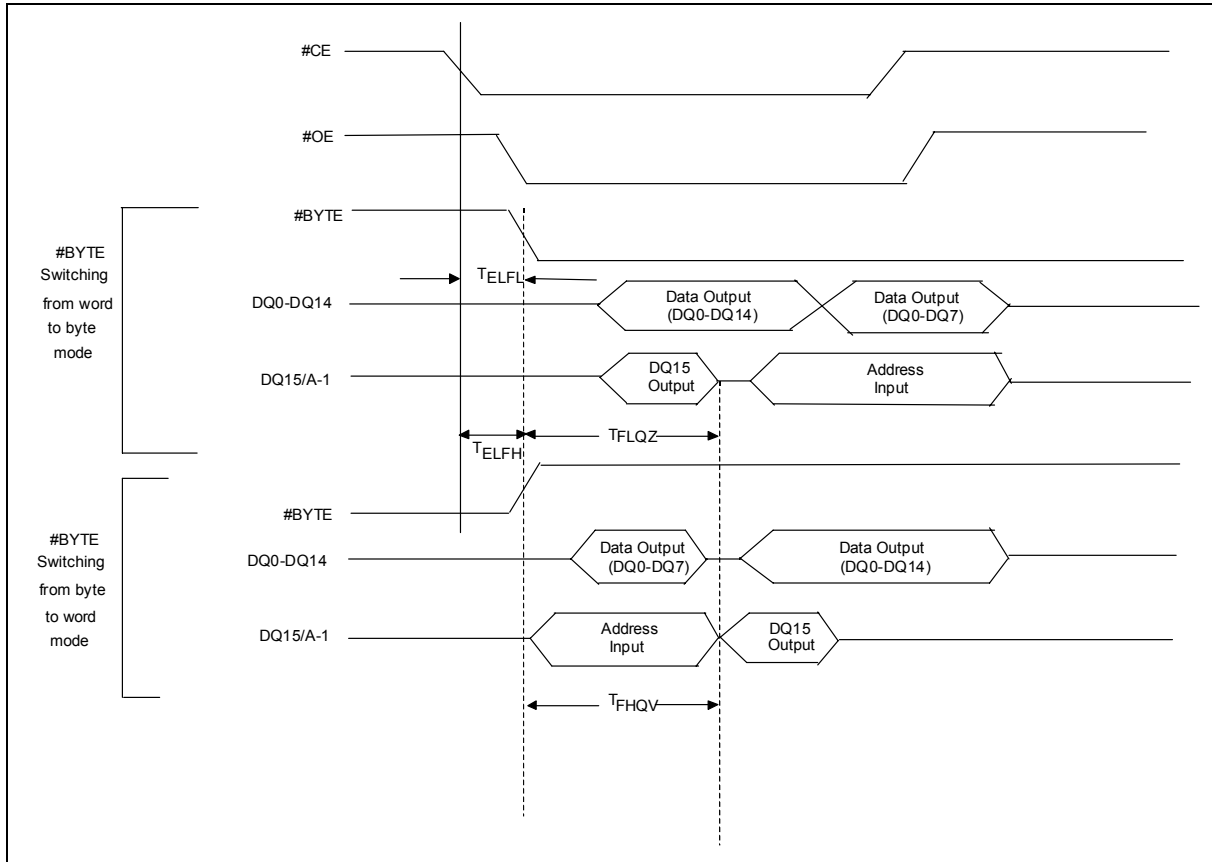 #CE
#OE
#BYTE
#BYTE
Switching
from word
to byte
mode
TELFL
DQ0-DQ14
Data Output
(DQ0-DQ14)
Data Output
(DQ0-DQ7)
DQ15/A-1
DQ15
Output
Address
Input
TELFH
TFLQZ
#BYTE
#BYTE
Switching
from byte
to word
mode
DQ0-DQ14
Data Output
(DQ0-DQ7)
Data Output
(DQ0-DQ14)
DQ15/A-1
Address
Input
DQ15
Output
TFHQV